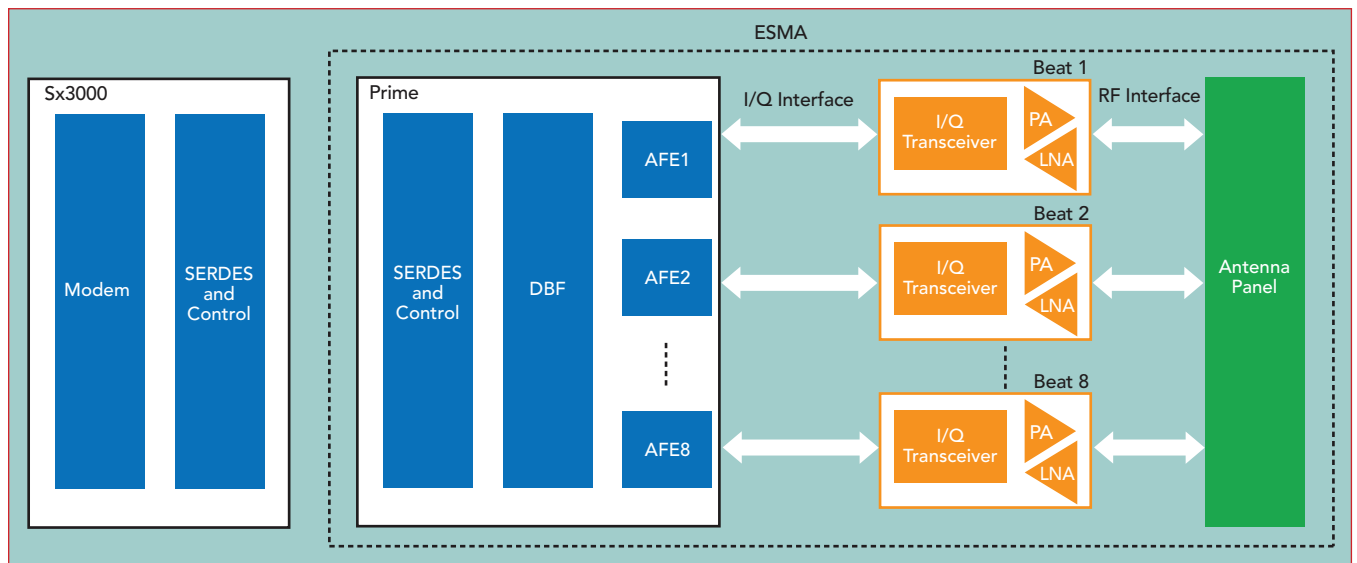 ESMA
Sx3000
Modem
SERDES
and
Control
Prime
SERDES
and
Control
DBF
AFE1
AFE2
AFE8
I/Q Interface
Beat 1
I/Q
Transceiver
PA
LNA
Beat 2
I/Q
Transceiver
PA
LNA
Beat 8
I/Q
Transceiver
PA
LNA
RF Interface
Antenna
Panel